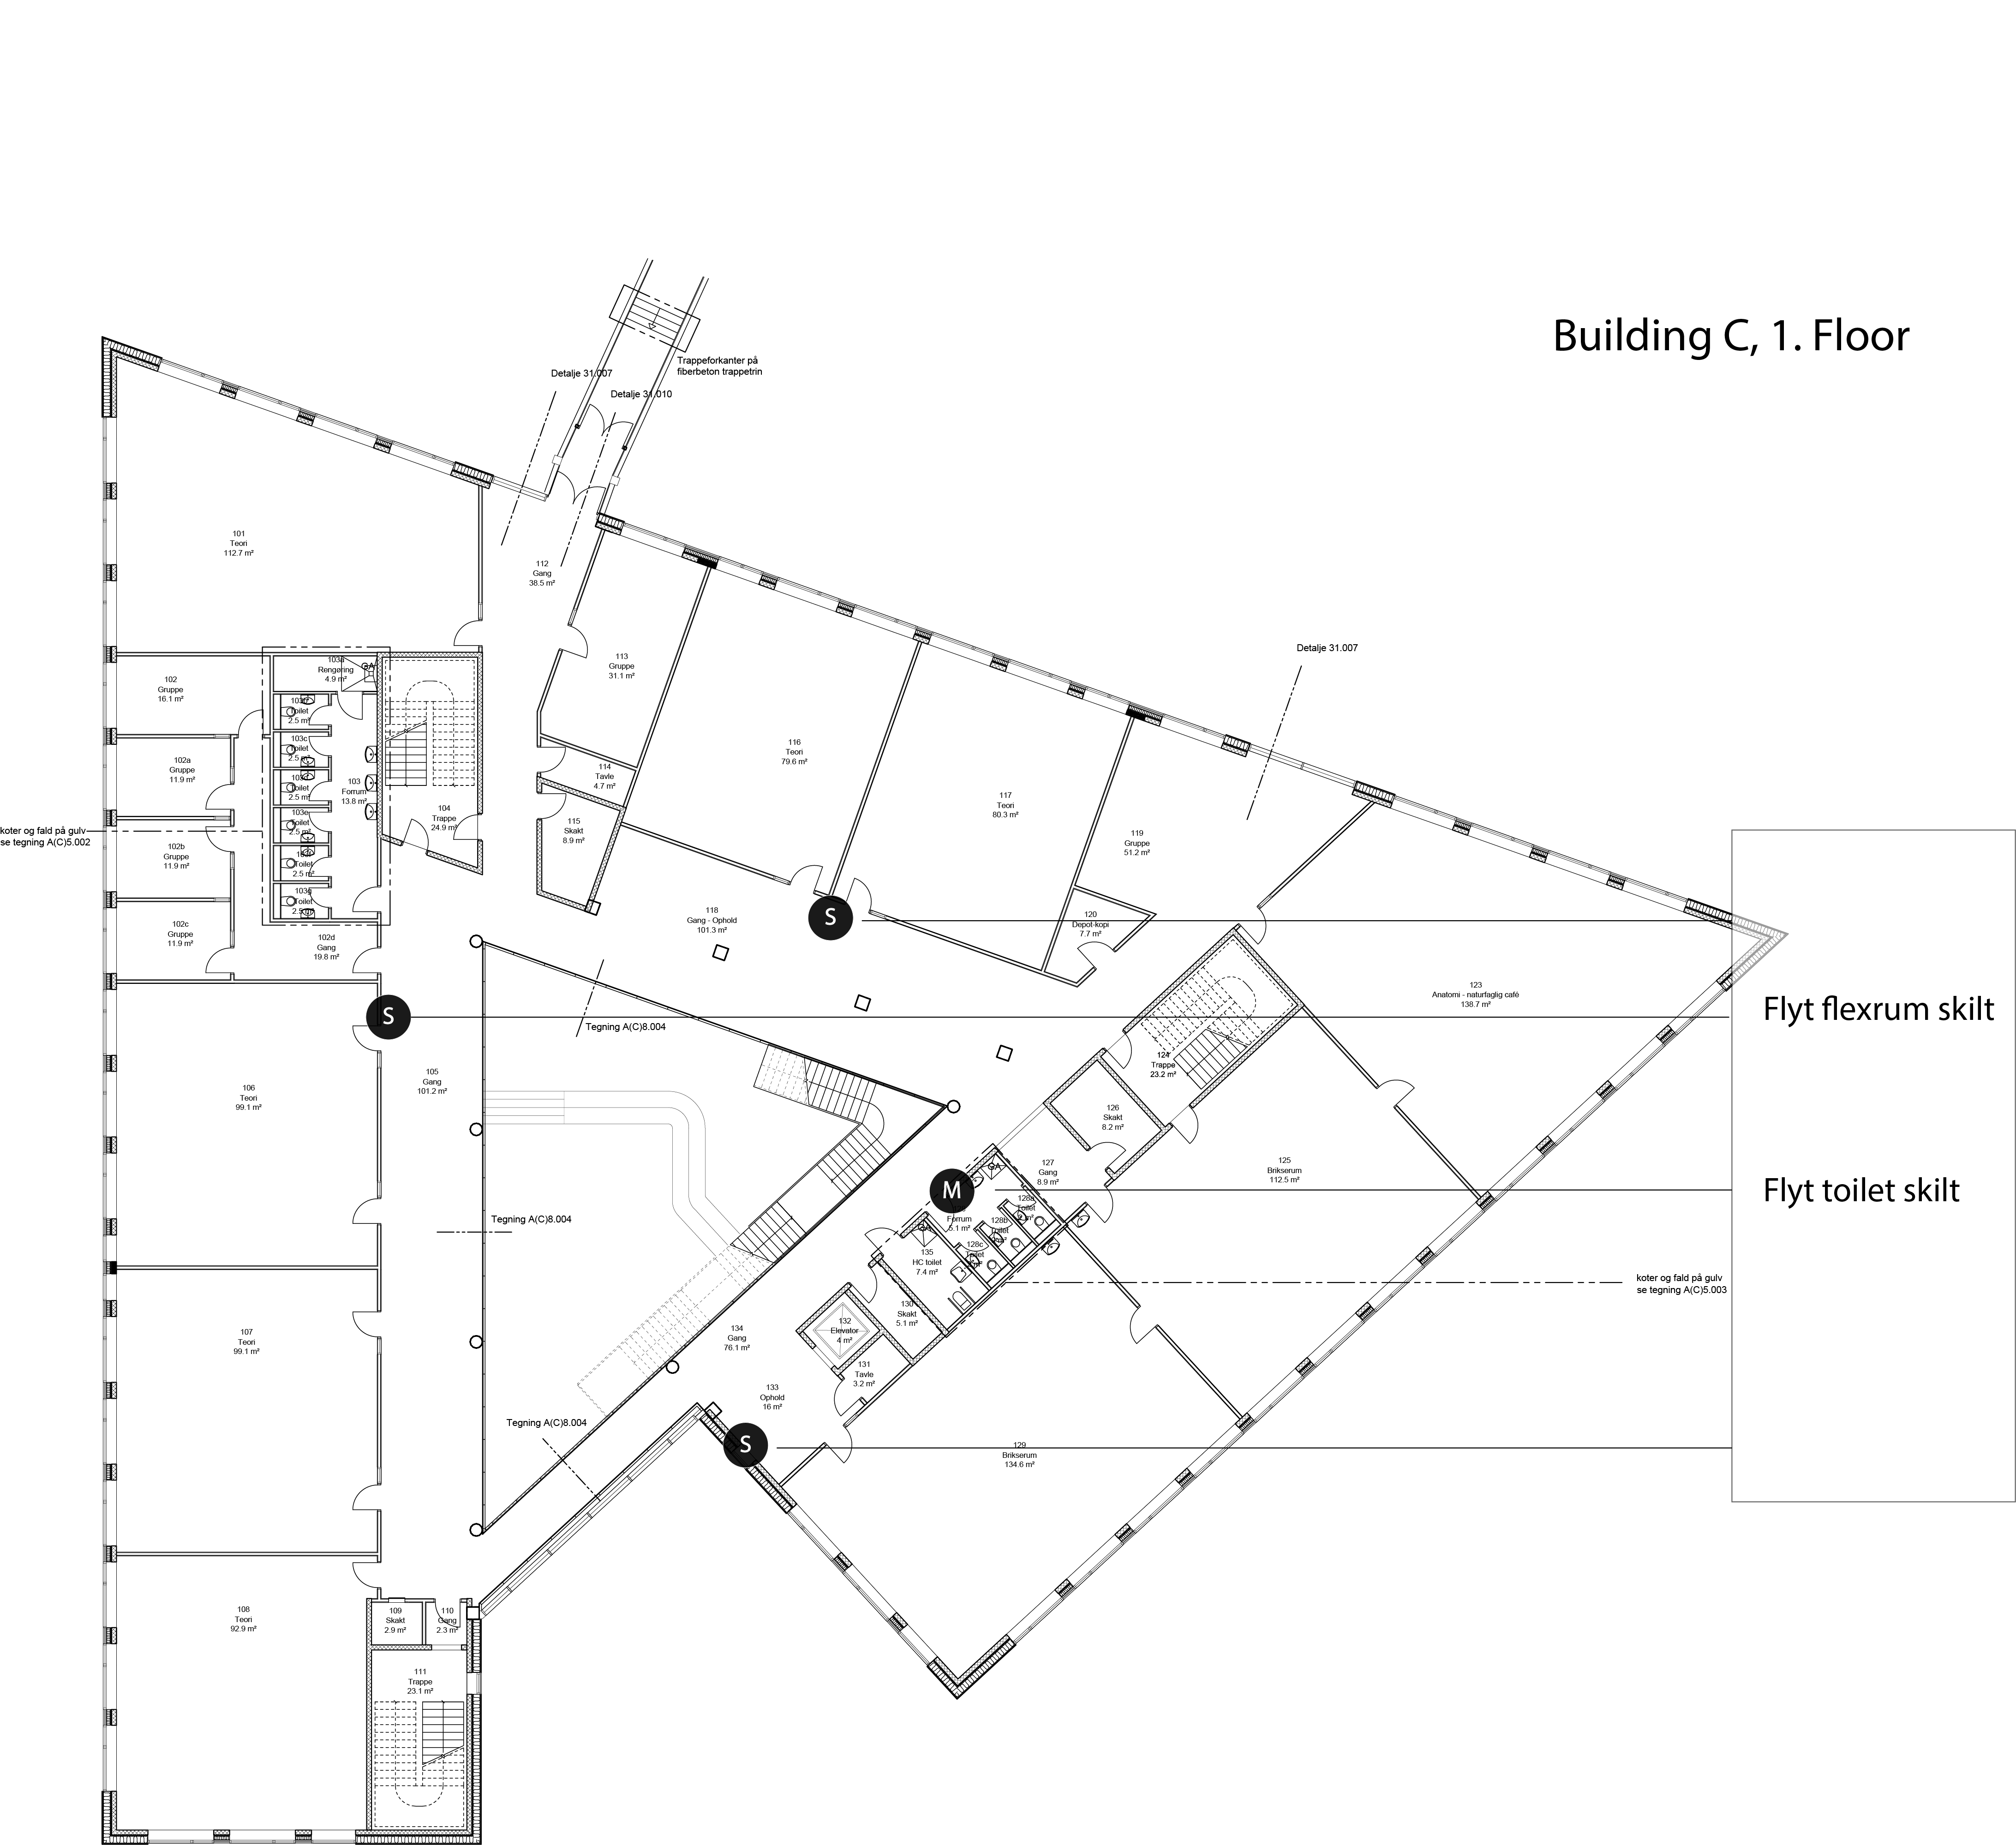 Building C, 1. Floor
Trappeforkanter på
fiberbeton trappetrin
Detalje 31.007
Detalje 31.010
101
Teori
112.7 m²
112
Gang
38.5 m²
113
Gruppe
31.1 m²
Detalje 31.007
102
Gruppe
16.1 m²
103a
Rengøring
4.9 m²
GA
Toilet
2.5 m²
103c
Toilet
2.5 m²
102a
Gruppe
11.9 m²
103d
Toilet
2.5 m²
103
Forrum
13.8 m²
103e
Toilet
2.5 m²
104
Trappe
24.9 m²
koter og fald på gulv
se tegning A(C)5.002
102b
Gruppe
11.9 m²
Toilet
2.5 m²
103g
Toilet
2.5 m²
102c
Gruppe
11.9 m²
102d
Gang
19.8 m²
114
Tavle
4.7 m²
115
Skakt
8.9 m²
116
Teori
79.6 m²
117
Teori
80.3 m²
119
Gruppe
51.2 m²
118
Gang - Ophold
101.3 m²
S
120
Depot-kopi
7.7 m²
123
Anatomi - naturfaglig café
138.7 m²
Flyt flexrum skilt
S
Tegning A(C)8.004
124
Trappe
23.2 m²
105
Gang
101.2 m²
106
Teori
99.1 m²
126
Skakt
8.2 m²
125
Brikserum
112.5 m²
127
Gang
8.9 m²
GA
M
Flyt toilet skilt
128a
Toilet
Forrum
5.1 m²
128b
Toilet
128c
Toilet
GA
135
HC toilet
7.4 m²
Tegning A(C)8.004
koter og fald på gulv
se tegning A(C)5.003
130
Skakt
5.1 m²
132
Elevator
4 m²
134
Gang
76.1 m²
107
Teori
99.1 m²
131
Tavle
3.2 m²
133
Ophold
16 m²
Tegning A(C)8.004
S
129
Brikserum
134.6 m²
108
Teori
92.9 m²
109
Skakt
2.9 m²
110
Gang
2.3 m²
111
Trappe
23.1 m²